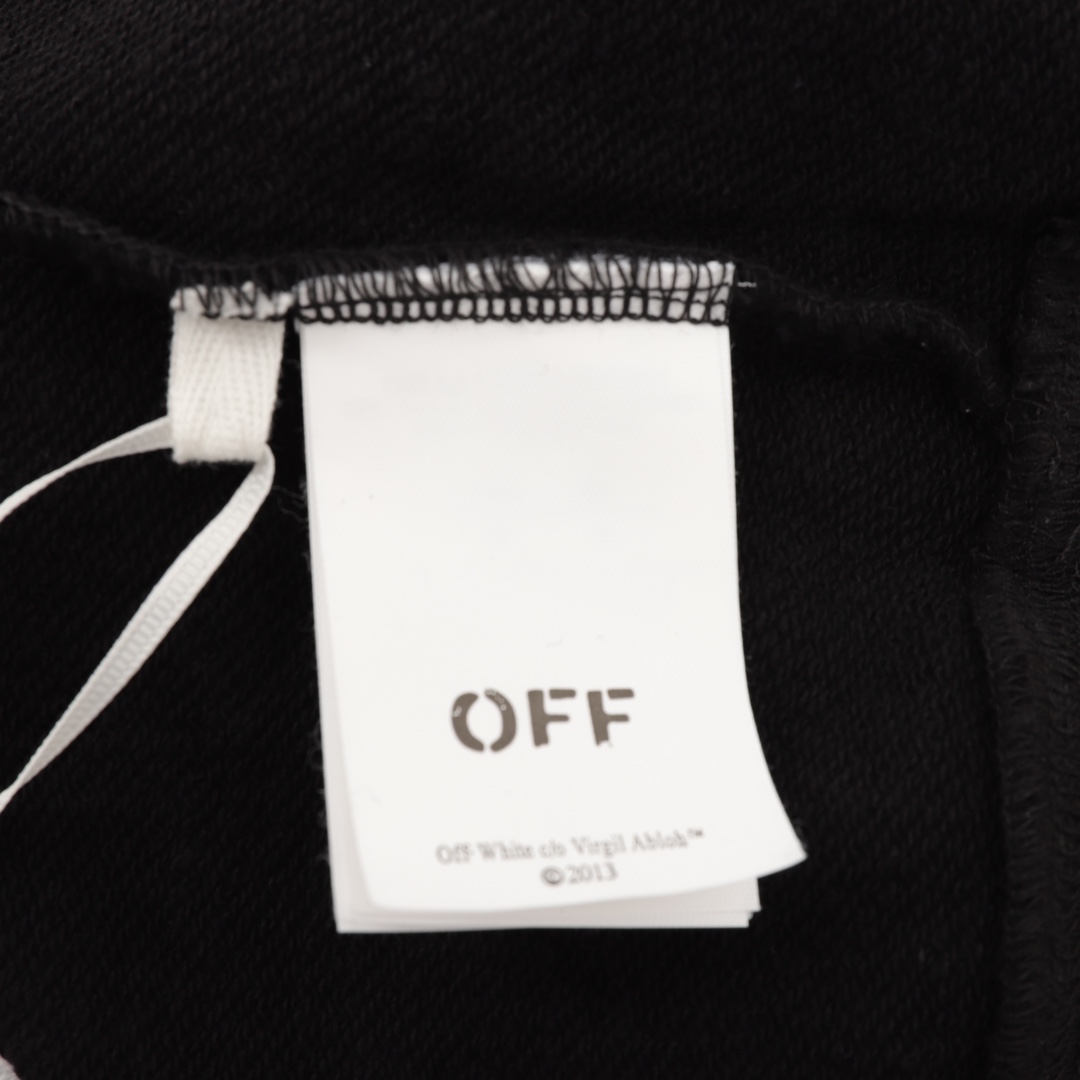 OFF
Off-White c/o Virgil Abloh™
©2013